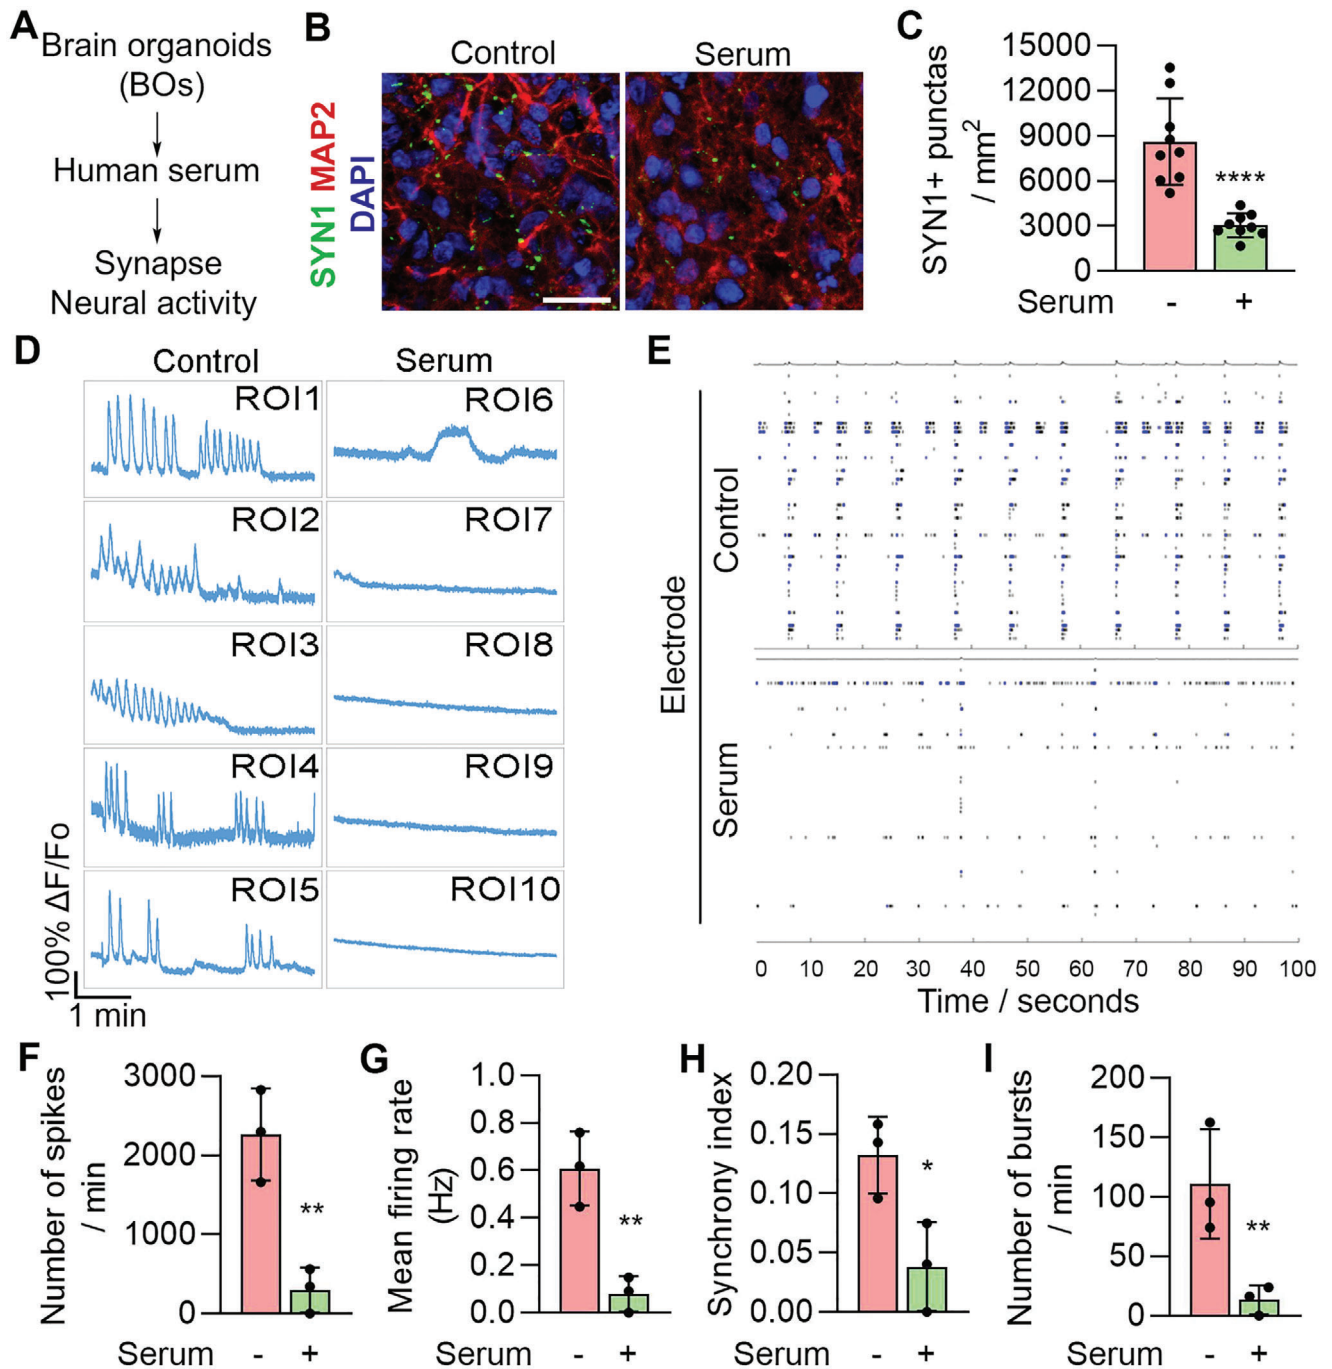 A
Brain organoids
(BOs)
Human serum
Synapse
Neural activity
B
Control
Serum
SYN1 MAP2
DAPI
C
SYN1+ punctas
/ mm²
15000
12000
9000
6000
3000
0
****
Serum - +
D
Control
Serum
ROI1
ROI6
ROI2
ROI7
ROI3
ROI8
ROI4
ROI9
ROI5
ROI10
100% ΔF/Fo
1 min
E
Electrode
Control
Serum
0 10 20 30 40 50 60 70 80 90 100
Time / seconds
F
Number of spikes
/ min
3000
2000
1000
0
**
Serum - +
G
Mean firing rate
(Hz)
1.0
0.8
0.6
0.4
0.2
0.0
**
Serum - +
H
Synchrony index
0.20
0.15
0.10
0.05
0.00
*
Serum - +
I
Number of bursts
/ min
200
150
100
50
0
**
Serum - +